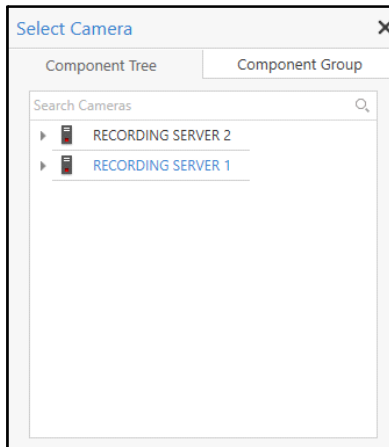 Select Camera
Component Tree
Component Group
Search Cameras
RECORDING SERVER 2
RECORDING SERVER 1